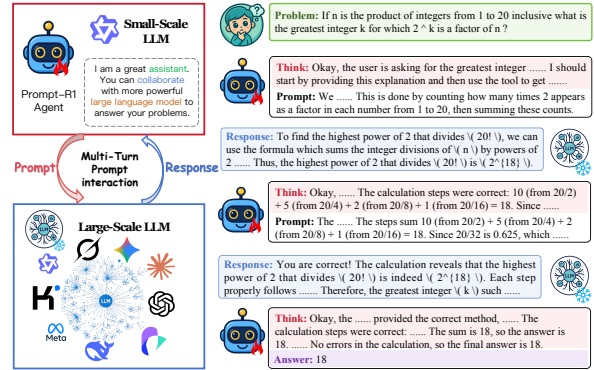 Small-Scale
LLM
I am a great assistant.
You can collaborate
with more powerful
large language model to
answer your problems.
Prompt-R1
Agent
Prompt
Multi-Turn
Prompt
interaction
Response
Large-Scale LLM
LLM
LLM
Meta
Problem: If n is the product of integers from 1 to 20 inclusive what is
the greatest integer k for which 2 ^ k is a factor of n ?
Think: Okay, the user is asking for the greatest integer ...... I should
start by providing this explanation and then use the tool to get .......
Prompt: We ...... This is done by counting how many times 2 appears
as a factor in each number from 1 to 20, then summing these counts.
Response: To find the highest power of 2 that divides \( 20! \), we can
use the formula which sums the integer divisions of \( n \) by powers of
2 ...... Thus, the highest power of 2 that divides \( 20! \) is \( 2^{18} \).
LLM
Think: Okay, ...... The calculation steps were correct: 10 (from 20/2)
+ 5 (from 20/4) + 2 (from 20/8) + 1 (from 20/16) = 18. Since ......
Prompt: The ...... The steps sum 10 (from 20/2) + 5 (from 20/4) + 2
(from 20/8) + 1 (from 20/16) = 18. Since 20/32 is 0.625, which ......
Response: You are correct! The calculation reveals that the highest
power of 2 that divides \( 20! \) is indeed \( 2^{18} \). Each step
properly follows ...... Therefore, the greatest integer \( k \) such ......
LLM
Think: Okay, the ...... provided the correct method, ...... The
calculation steps were correct: ...... The sum is 18, so the answer is
18. ...... No errors in the calculation, so the final answer is 18.
Answer: 18